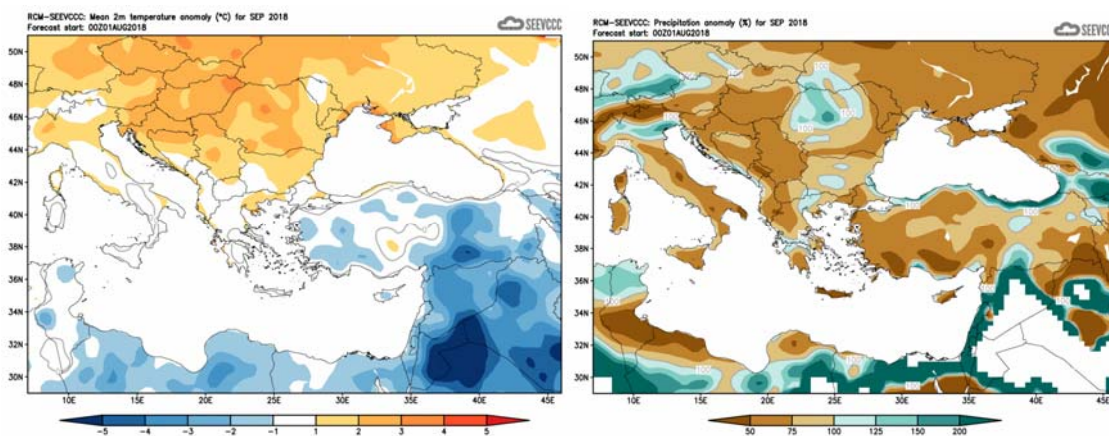 RCM-SEEVCCC: Mean 2m temperature anomaly (°C) for SEP 2018
Forecast start: 00Z01AUG2018
SEEVCCC
50N
48N
46N
44N
42N
40N
38N
36N
34N
32N
30N
10E 15E 20E 25E 30E 35E 40E 45E
-5 -4 -3 -2 -1 1 2 3 4 5
RCM-SEEVCCC: Precipitation anomaly (%) for SEP 2018
Forecast start: 00Z01AUG2018
SEEVCCC
50N
48N
46N
44N
42N
40N
38N
36N
34N
32N
30N
10E 15E 20E 25E 30E 35E 40E 45E
50 75 100 125 150 200